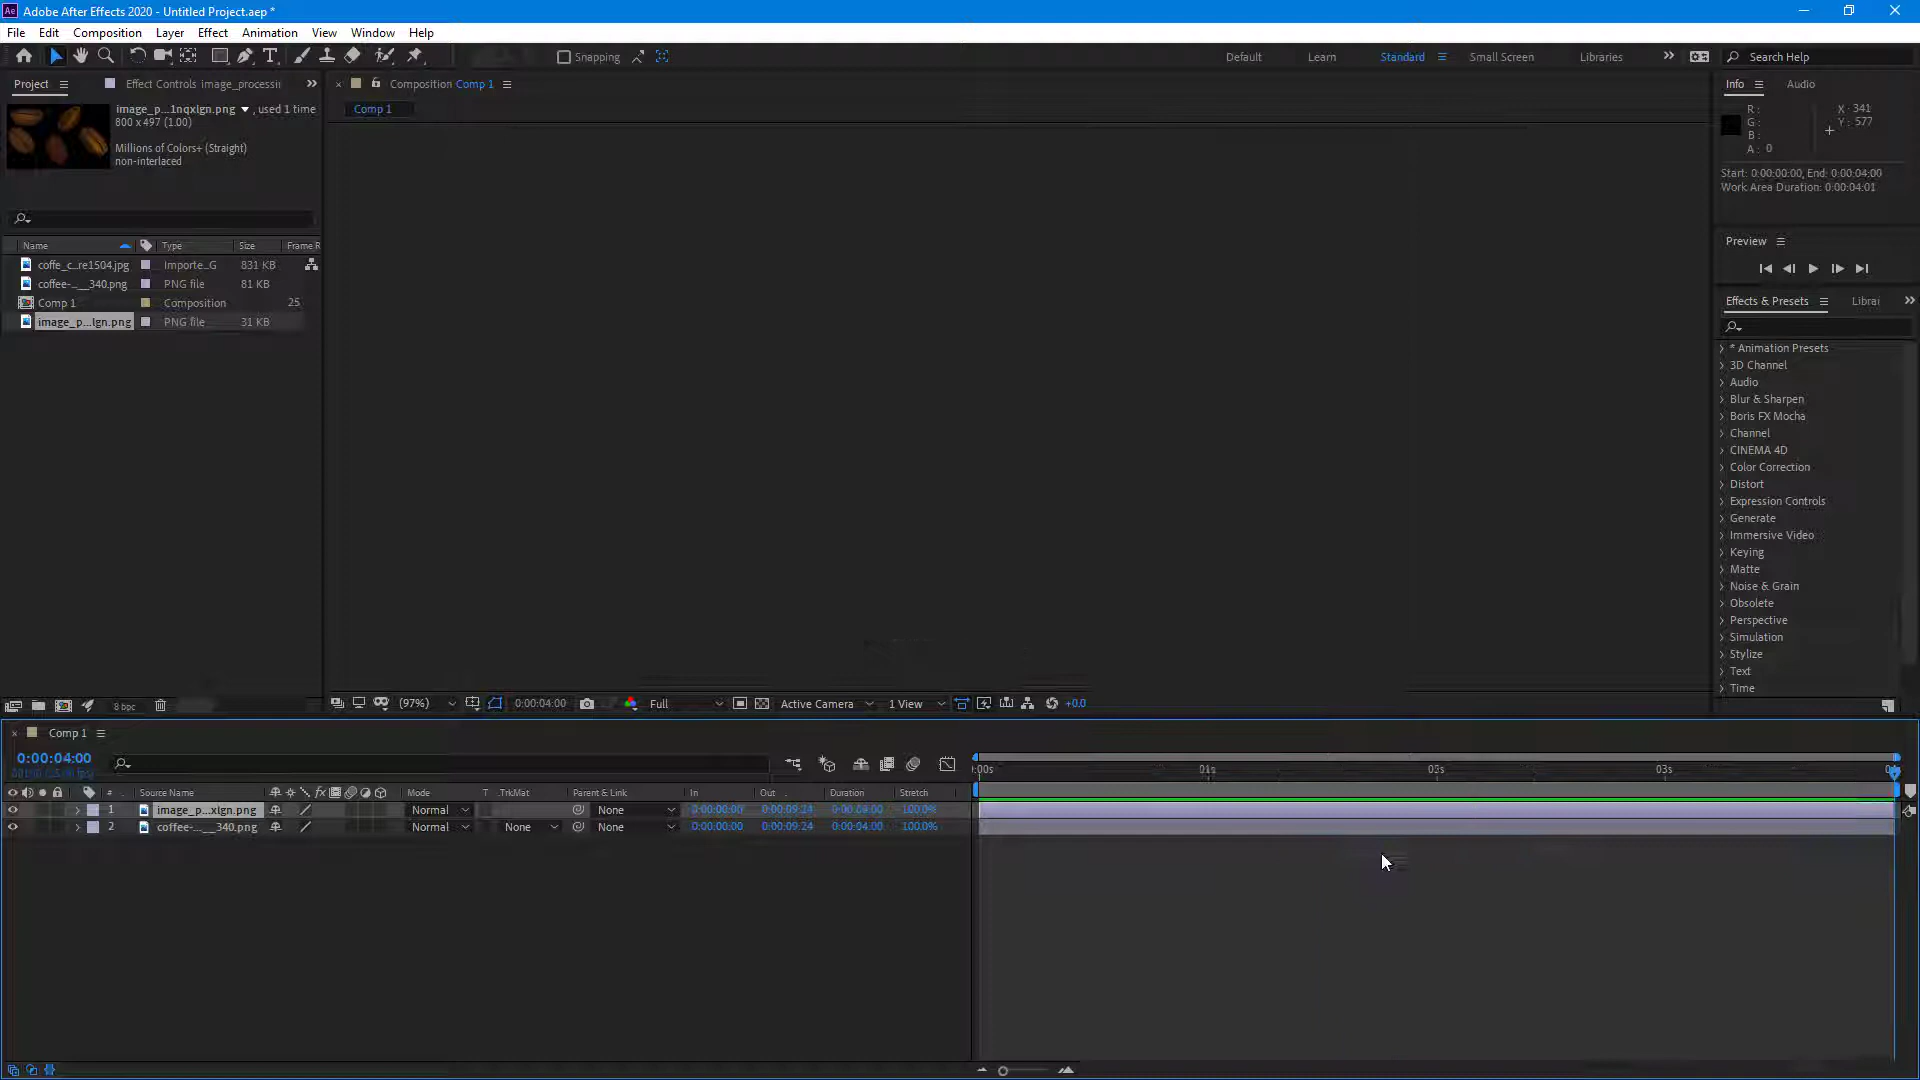 Adobe After Effects 2020 - Untitled Project.aep *
File Edit Composition Layer Effect Animation View Window Help
Snapping Default Learn Standard Small Screen Libraries Search Help
Project Effect Controls image_processin
image_p...1nqxlgn.png , used 1 time
800 x 497 (1.00)
Millions of Colors+ (Straight)
non-interlaced
Name Type Size Frame R
coffe_c...re1504.jpg Importe_G 831 KB
coffee-...__340.png PNG file 81 KB
Comp 1 Composition 25
image_p...lgn.png PNG file 31 KB
8 bpc
Composition Comp 1
Comp 1
(97%) 0:00:04:00 Full Active Camera 1 View +0.0
Info Audio
R : X : 341
G : Y : 577
B :
A : 0
Start: 0:00:00:00, End: 0:00:04:00
Work Area Duration: 0:00:04:01
Preview
Effects & Presets Librai
* Animation Presets
3D Channel
Audio
Blur & Sharpen
Boris FX Mocha
Channel
CINEMA 4D
Color Correction
Distort
Expression Controls
Generate
Immersive Video
Keying
Matte
Noise & Grain
Obsolete
Perspective
Simulation
Stylize
Text
Time
Comp 1
0:00:04:00
:00s 01s 02s 03s
# Source Name Mode T .TrkMat Parent & Link In Out Duration Stretch
1 image_p...xlgn.png Normal None 0:00:00:00 0:00:09:24 0:00:04:00 100.0%
2 coffee-...__340.png Normal None None 0:00:00:00 0:00:09:24 0:00:04:00 100.0%